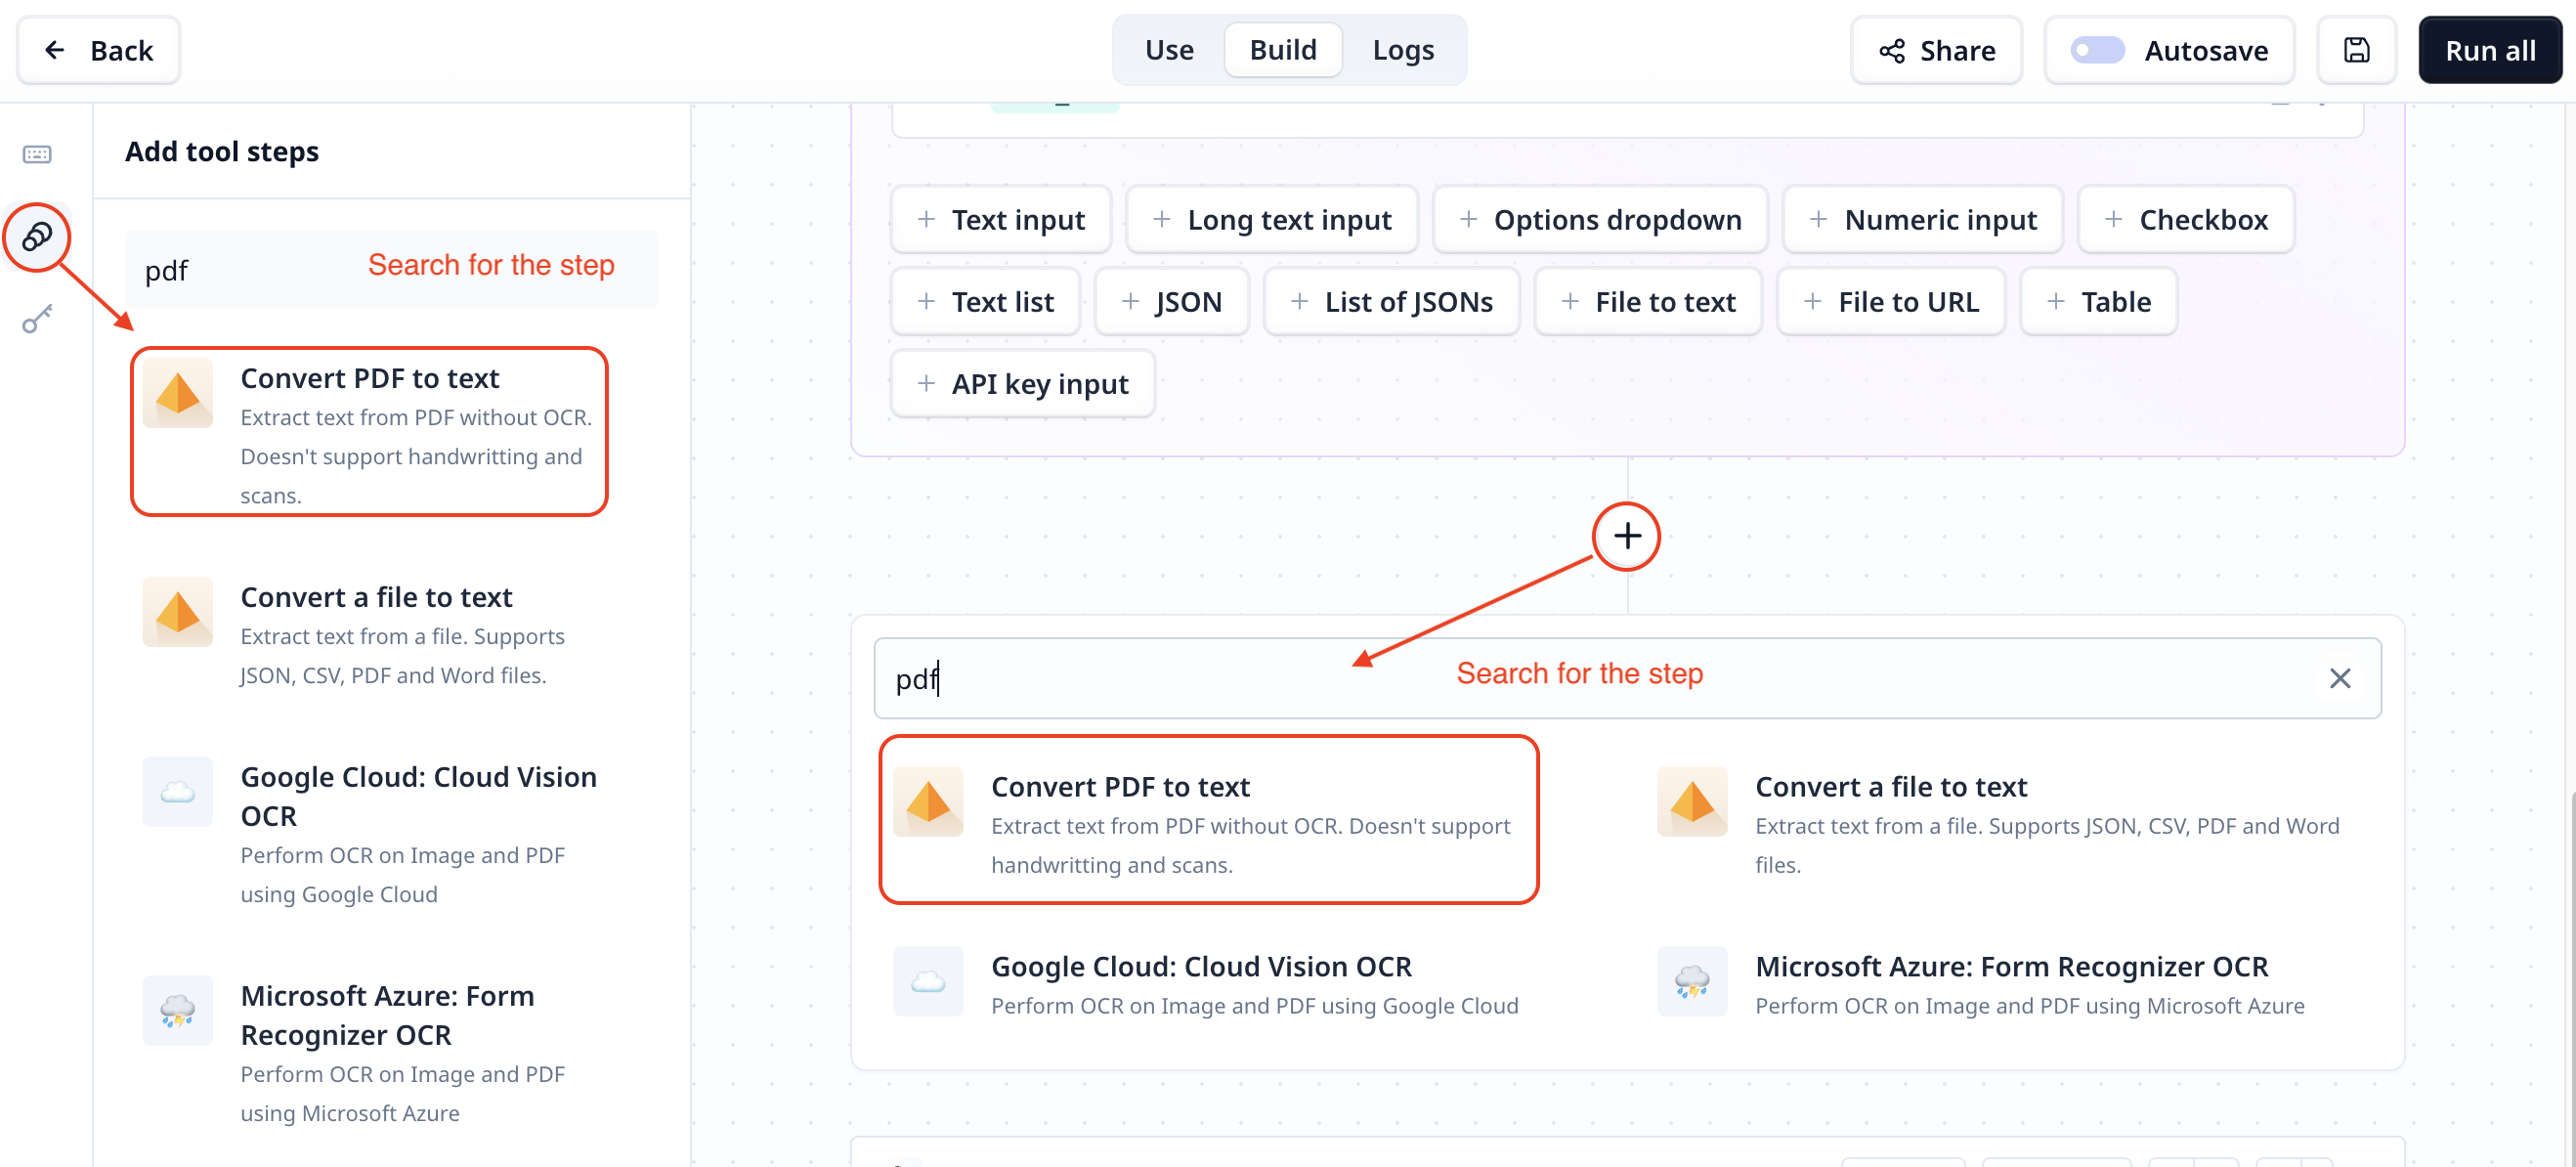 Back
Use
Build
Logs
Share
Autosave
Run all
Add tool steps
pdf
Search for the step
Convert PDF to text
Extract text from PDF without OCR.
Doesn't support handwritting and
scans.
Convert a file to text
Extract text from a file. Supports
JSON, CSV, PDF and Word files.
Google Cloud: Cloud Vision
OCR
Perform OCR on Image and PDF
using Google Cloud
Microsoft Azure: Form
Recognizer OCR
Perform OCR on Image and PDF
using Microsoft Azure
+ Text input
+ Long text input
+ Options dropdown
+ Numeric input
+ Checkbox
+ Text list
+ JSON
+ List of JSONs
+ File to text
+ File to URL
+ Table
+ API key input
pdf
Search for the step
Convert PDF to text
Extract text from PDF without OCR. Doesn't support
handwritting and scans.
Convert a file to text
Extract text from a file. Supports JSON, CSV, PDF and Word
files.
Google Cloud: Cloud Vision OCR
Perform OCR on Image and PDF using Google Cloud
Microsoft Azure: Form Recognizer OCR
Perform OCR on Image and PDF using Microsoft Azure